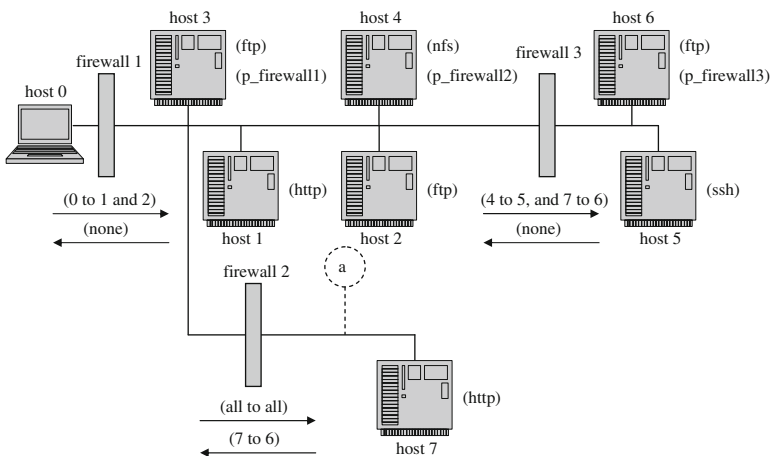 host 3
host 4
host 6
firewall 1
(ftp)
(nfs)
firewall 3
(ftp)
host 0
(p_firewall1)
(p_firewall2)
(p_firewall3)
(0 to 1 and 2)
(http)
(ftp)
(4 to 5, and 7 to 6)
(ssh)
(none)
host 1
host 2
(none)
host 5
firewall 2
a
(http)
(all to all)
(7 to 6)
host 7